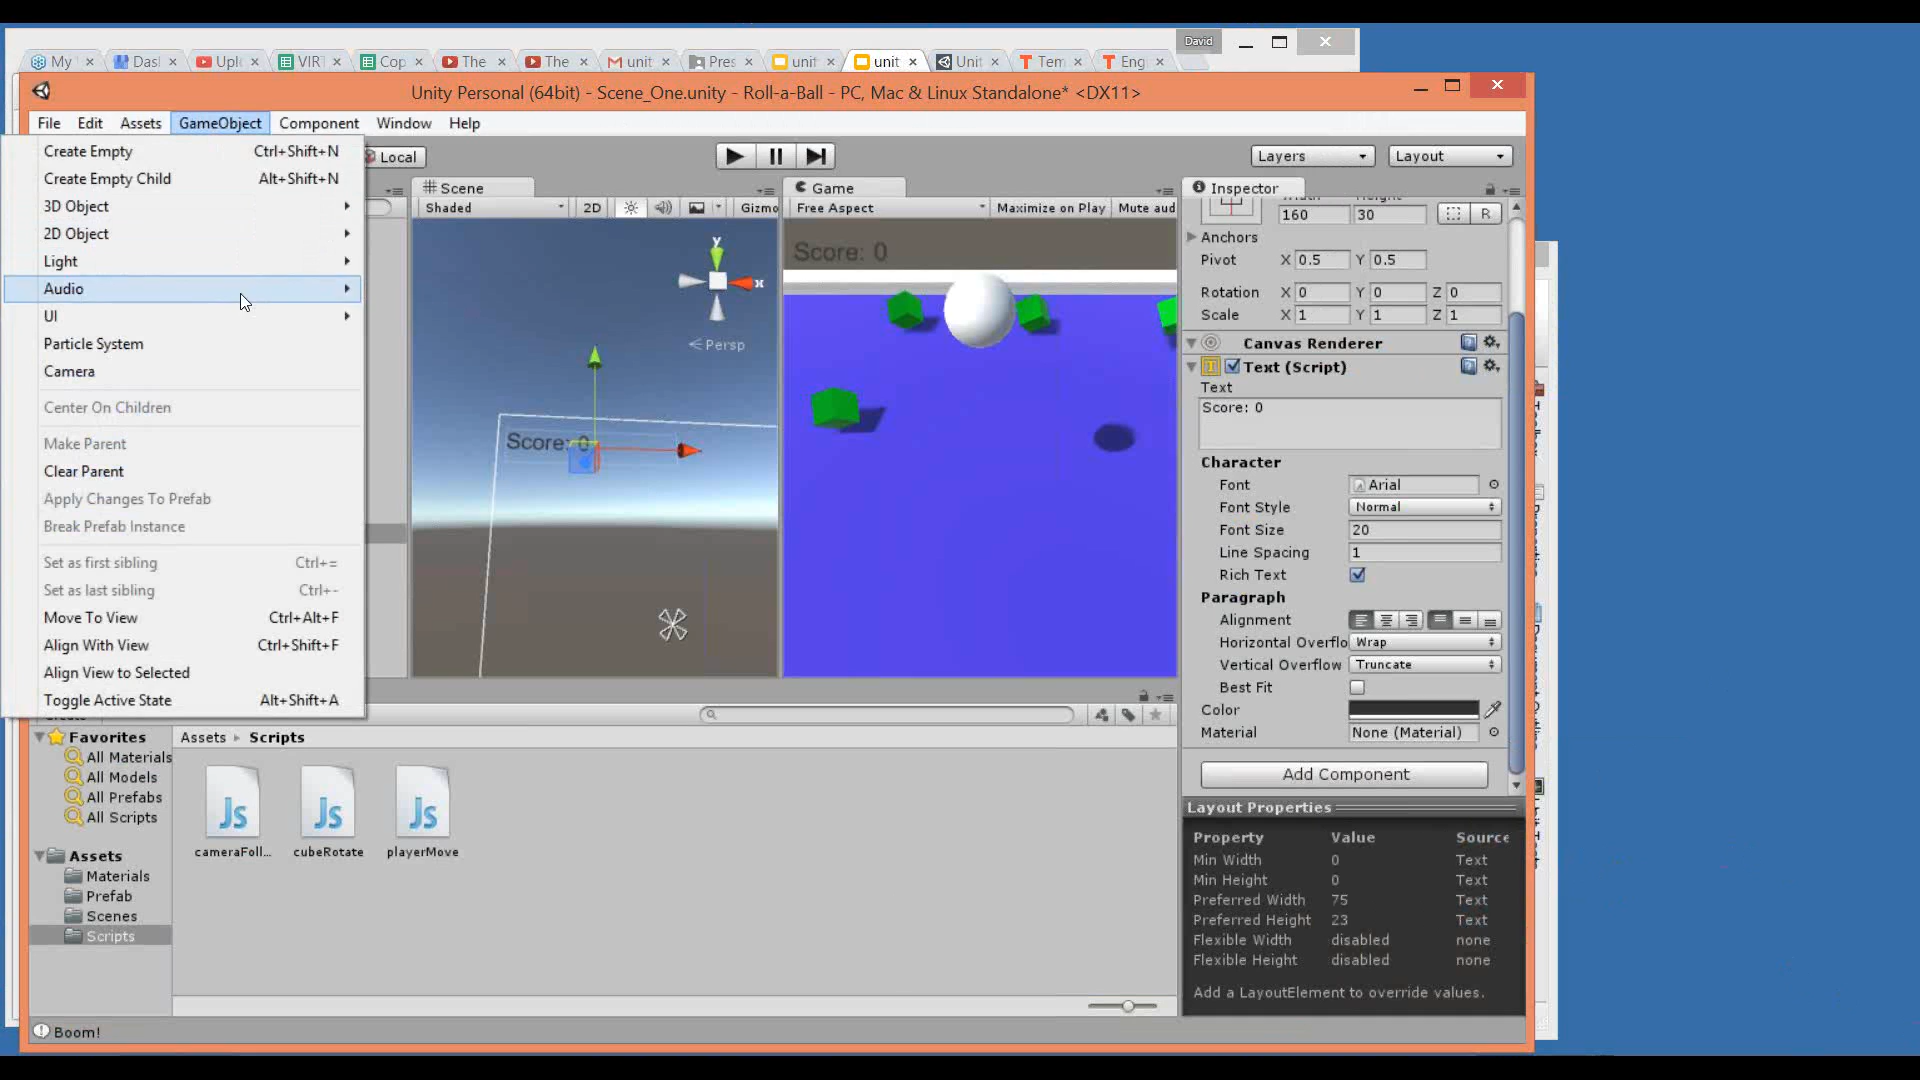 David
My
Dash
Uplo
VIRT
Cop
The
The
unit
Pres
unit
unit
Unit
Tem
Eng
Unity Personal (64bit) - Scene_One.unity - Roll-a-Ball - PC, Mac & Linux Standalone* <DX11>
File Edit Assets GameObject Component Window Help
Create Empty Ctrl+Shift+N
Create Empty Child Alt+Shift+N
3D Object
2D Object
Light
Audio
UI
Particle System
Camera
Center On Children
Make Parent
Clear Parent
Apply Changes To Prefab
Break Prefab Instance
Set as first sibling Ctrl+=
Set as last sibling Ctrl+-
Move To View Ctrl+Alt+F
Align With View Ctrl+Shift+F
Align View to Selected
Toggle Active State Alt+Shift+A
Local
Layers
Layout
Scene
Shaded 2D Gizmo
y
x
Persp
Score: 0
Game
Free Aspect Maximize on Play Mute aud
Score: 0
Inspector
160 30 R
Anchors
Pivot X 0.5 Y 0.5
Rotation X 0 Y 0 Z 0
Scale X 1 Y 1 Z 1
Canvas Renderer
Text (Script)
Text
Score: 0
Character
Font Arial
Font Style Normal
Font Size 20
Line Spacing 1
Rich Text
Paragraph
Alignment
Horizontal Overflo Wrap
Vertical Overflow Truncate
Best Fit
Color
Material None (Material)
Add Component
Layout Properties
Property Value Source
Min Width 0 Text
Min Height 0 Text
Preferred Width 75 Text
Preferred Height 23 Text
Flexible Width disabled none
Flexible Height disabled none
Add a LayoutElement to override values.
Favorites
All Materials
All Models
All Prefabs
All Scripts
Assets
Materials
Prefab
Scenes
Scripts
Assets Scripts
Js
Js
Js
cameraFoll...
cubeRotate
playerMove
Boom!